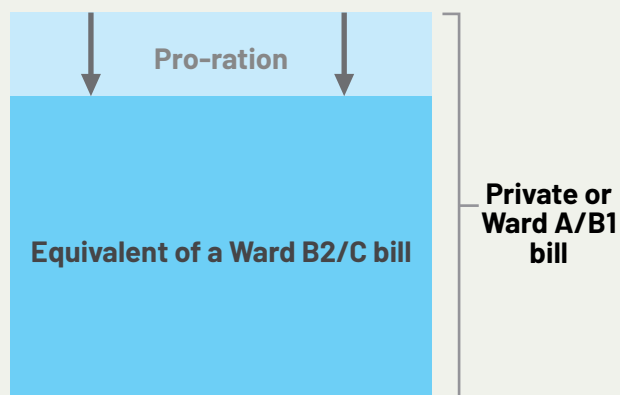 Pro-ration
Equivalent of a Ward B2/C bill
Private or
Ward A/B1
bill